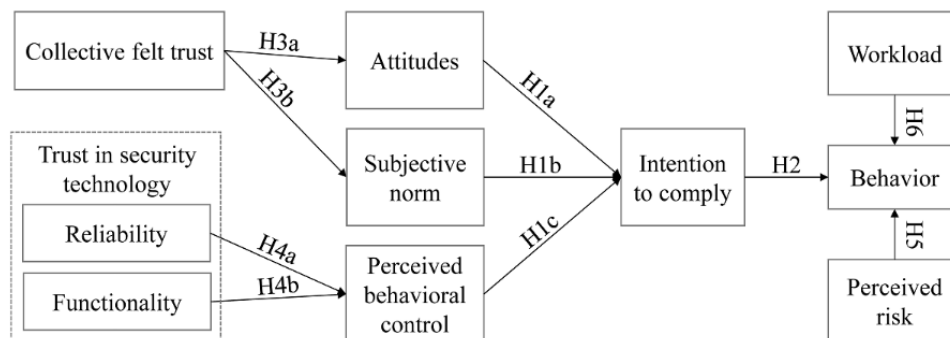 Collective felt trust
H3a
H3b
Attitudes
H1a
Workload
H6
Trust in security
technology
Subjective
norm
H1b
Intention
to comply
H2
Behavior
Reliability
H4a
Functionality
H4b
Perceived
behavioral
control
H1c
H5
Perceived
risk